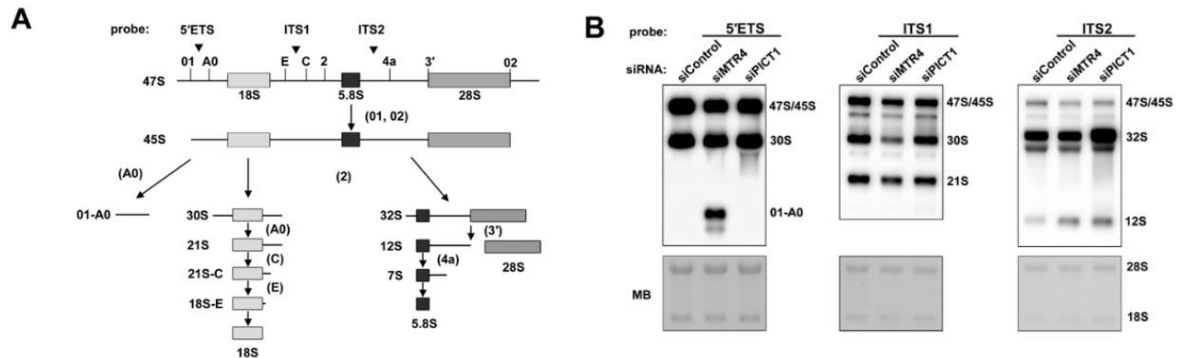 A
probe: 5′ETS ITS1 ITS2
01 A0 E C 2 4a 3′ 02
47S
18S 5.8S 28S
(01, 02)
45S
(A0) (2)
01-A0
30S
(A0)
21S
(C)
21S-C
(E)
18S-E
18S
32S
(3′)
12S
28S
(4a)
7S
5.8S
B
probe: 5′ETS ITS1 ITS2
siRNA: siControl siMTR4 siPICT1 siControl siMTR4 siPICT1 siControl siMTR4 siPICT1
47S/45S
30S
01-A0
47S/45S
30S
21S
47S/45S
32S
12S
MB
28S
18S